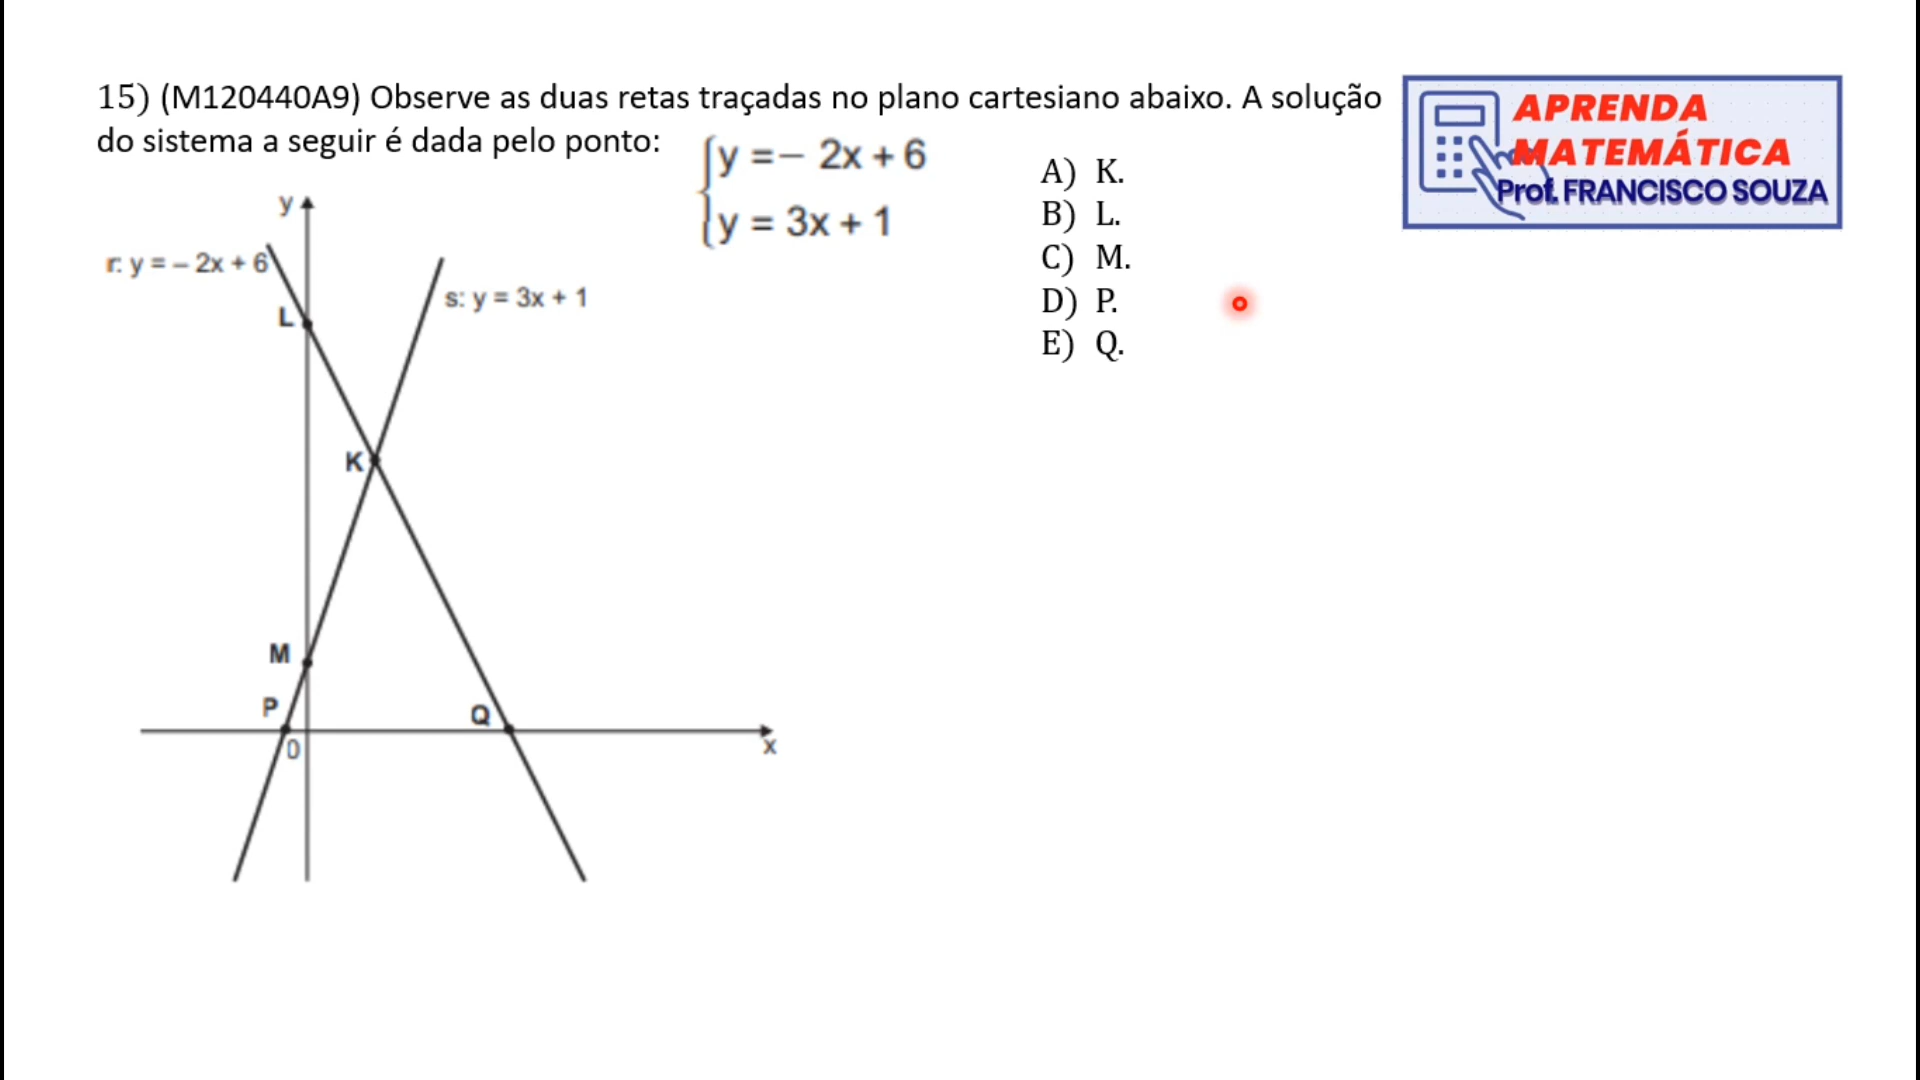 15) (M120440A9) Observe as duas retas traçadas no plano cartesiano abaixo. A solução
do sistema a seguir é dada pelo ponto:
y = – 2x + 6
y = 3x + 1
A) K.
B) L.
C) M.
D) P.
E) Q.
APRENDA
MATEMÁTICA
Prof. FRANCISCO SOUZA
y
r: y = – 2x + 6
s: y = 3x + 1
L
K
M
P
Q
0
x